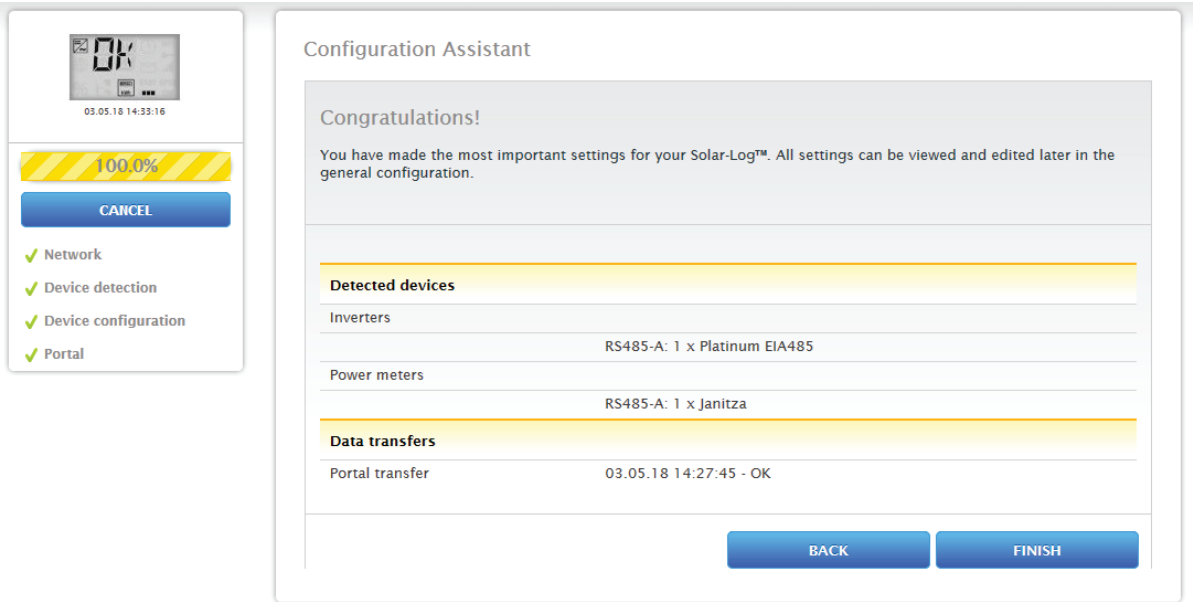 OK
03.05.18 14:33:16
100.0%
CANCEL
Network
Device detection
Device configuration
Portal
Configuration Assistant
Congratulations!
You have made the most important settings for your Solar-Log™. All settings can be viewed and edited later in the
general configuration.
Detected devices
Inverters
RS485-A: 1 x Platinum EIA485
Power meters
RS485-A: 1 x Janitza
Data transfers
Portal transfer 03.05.18 14:27:45 - OK
BACK FINISH